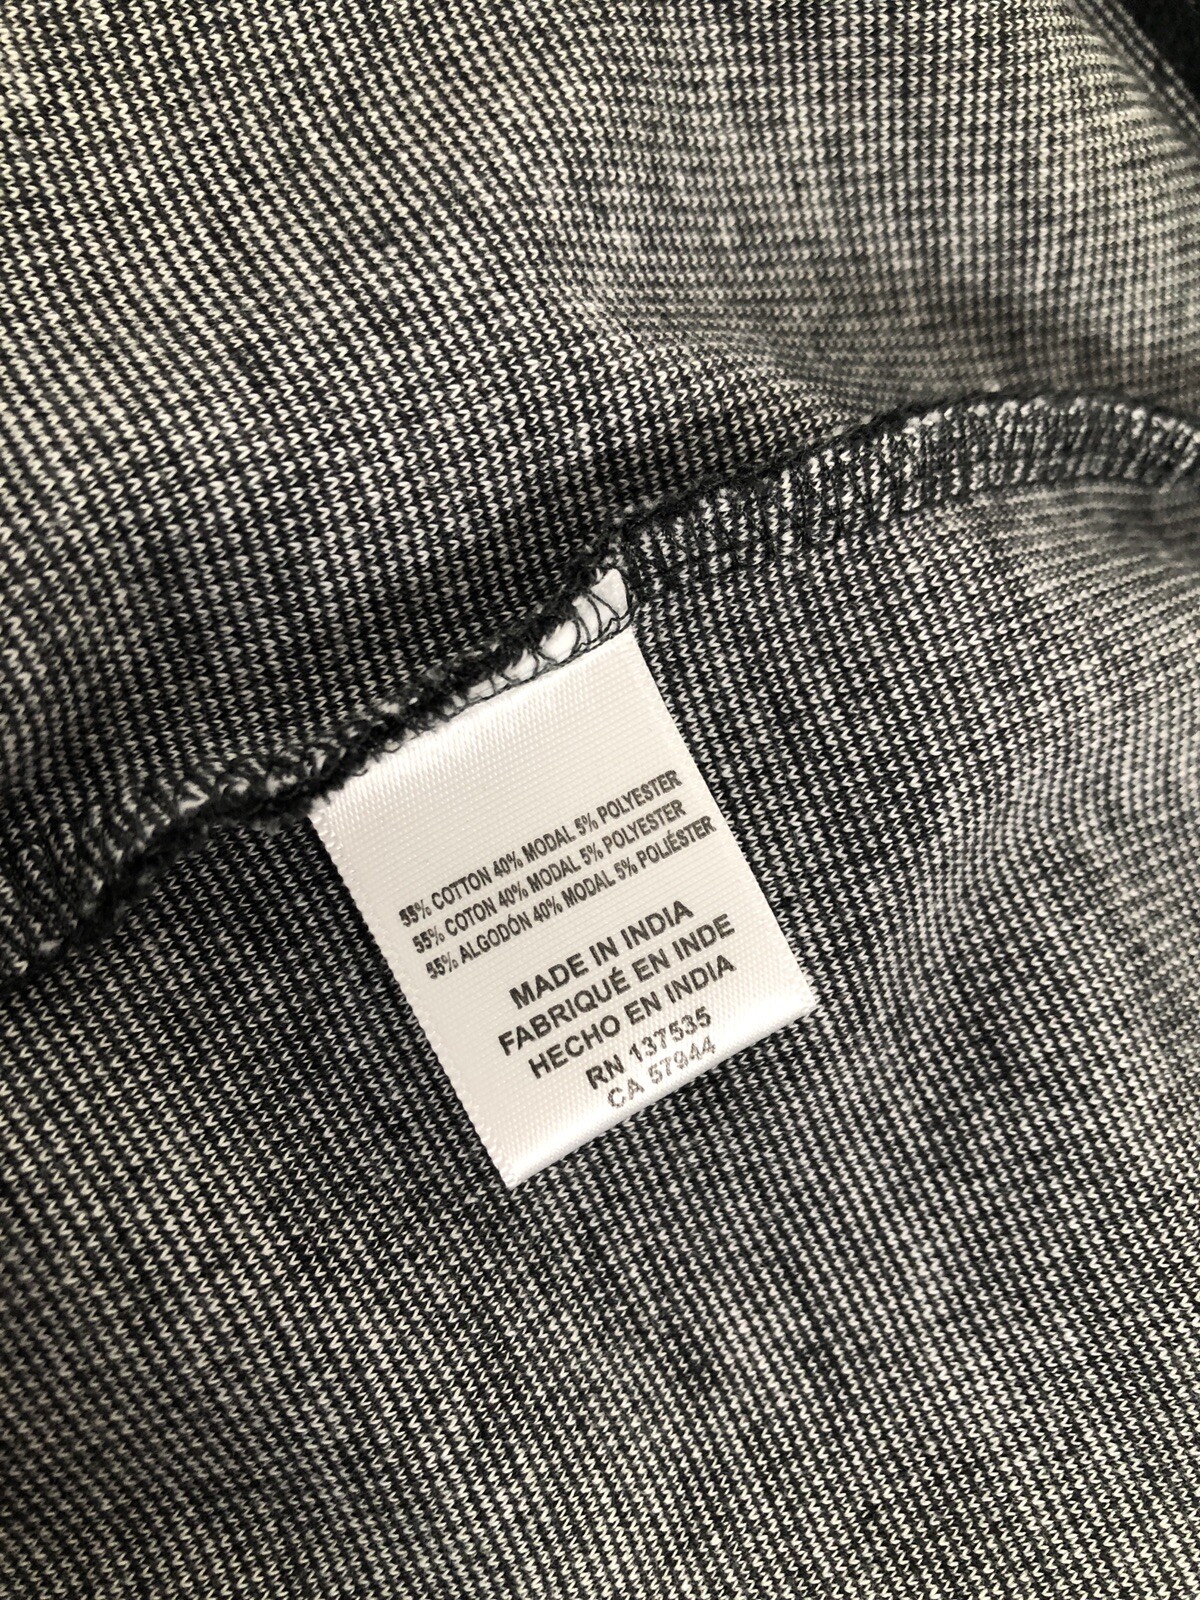 55% COTTON 40% MODAL 5% POLYESTER
55% COTON 40% MODAL 5% POLYESTER
55% ALGODÓN 40% MODAL 5% POLIÉSTER
MADE IN INDIA
FABRIQUÉ EN INDE
HECHO EN INDIA
RN 137535
CA 57944